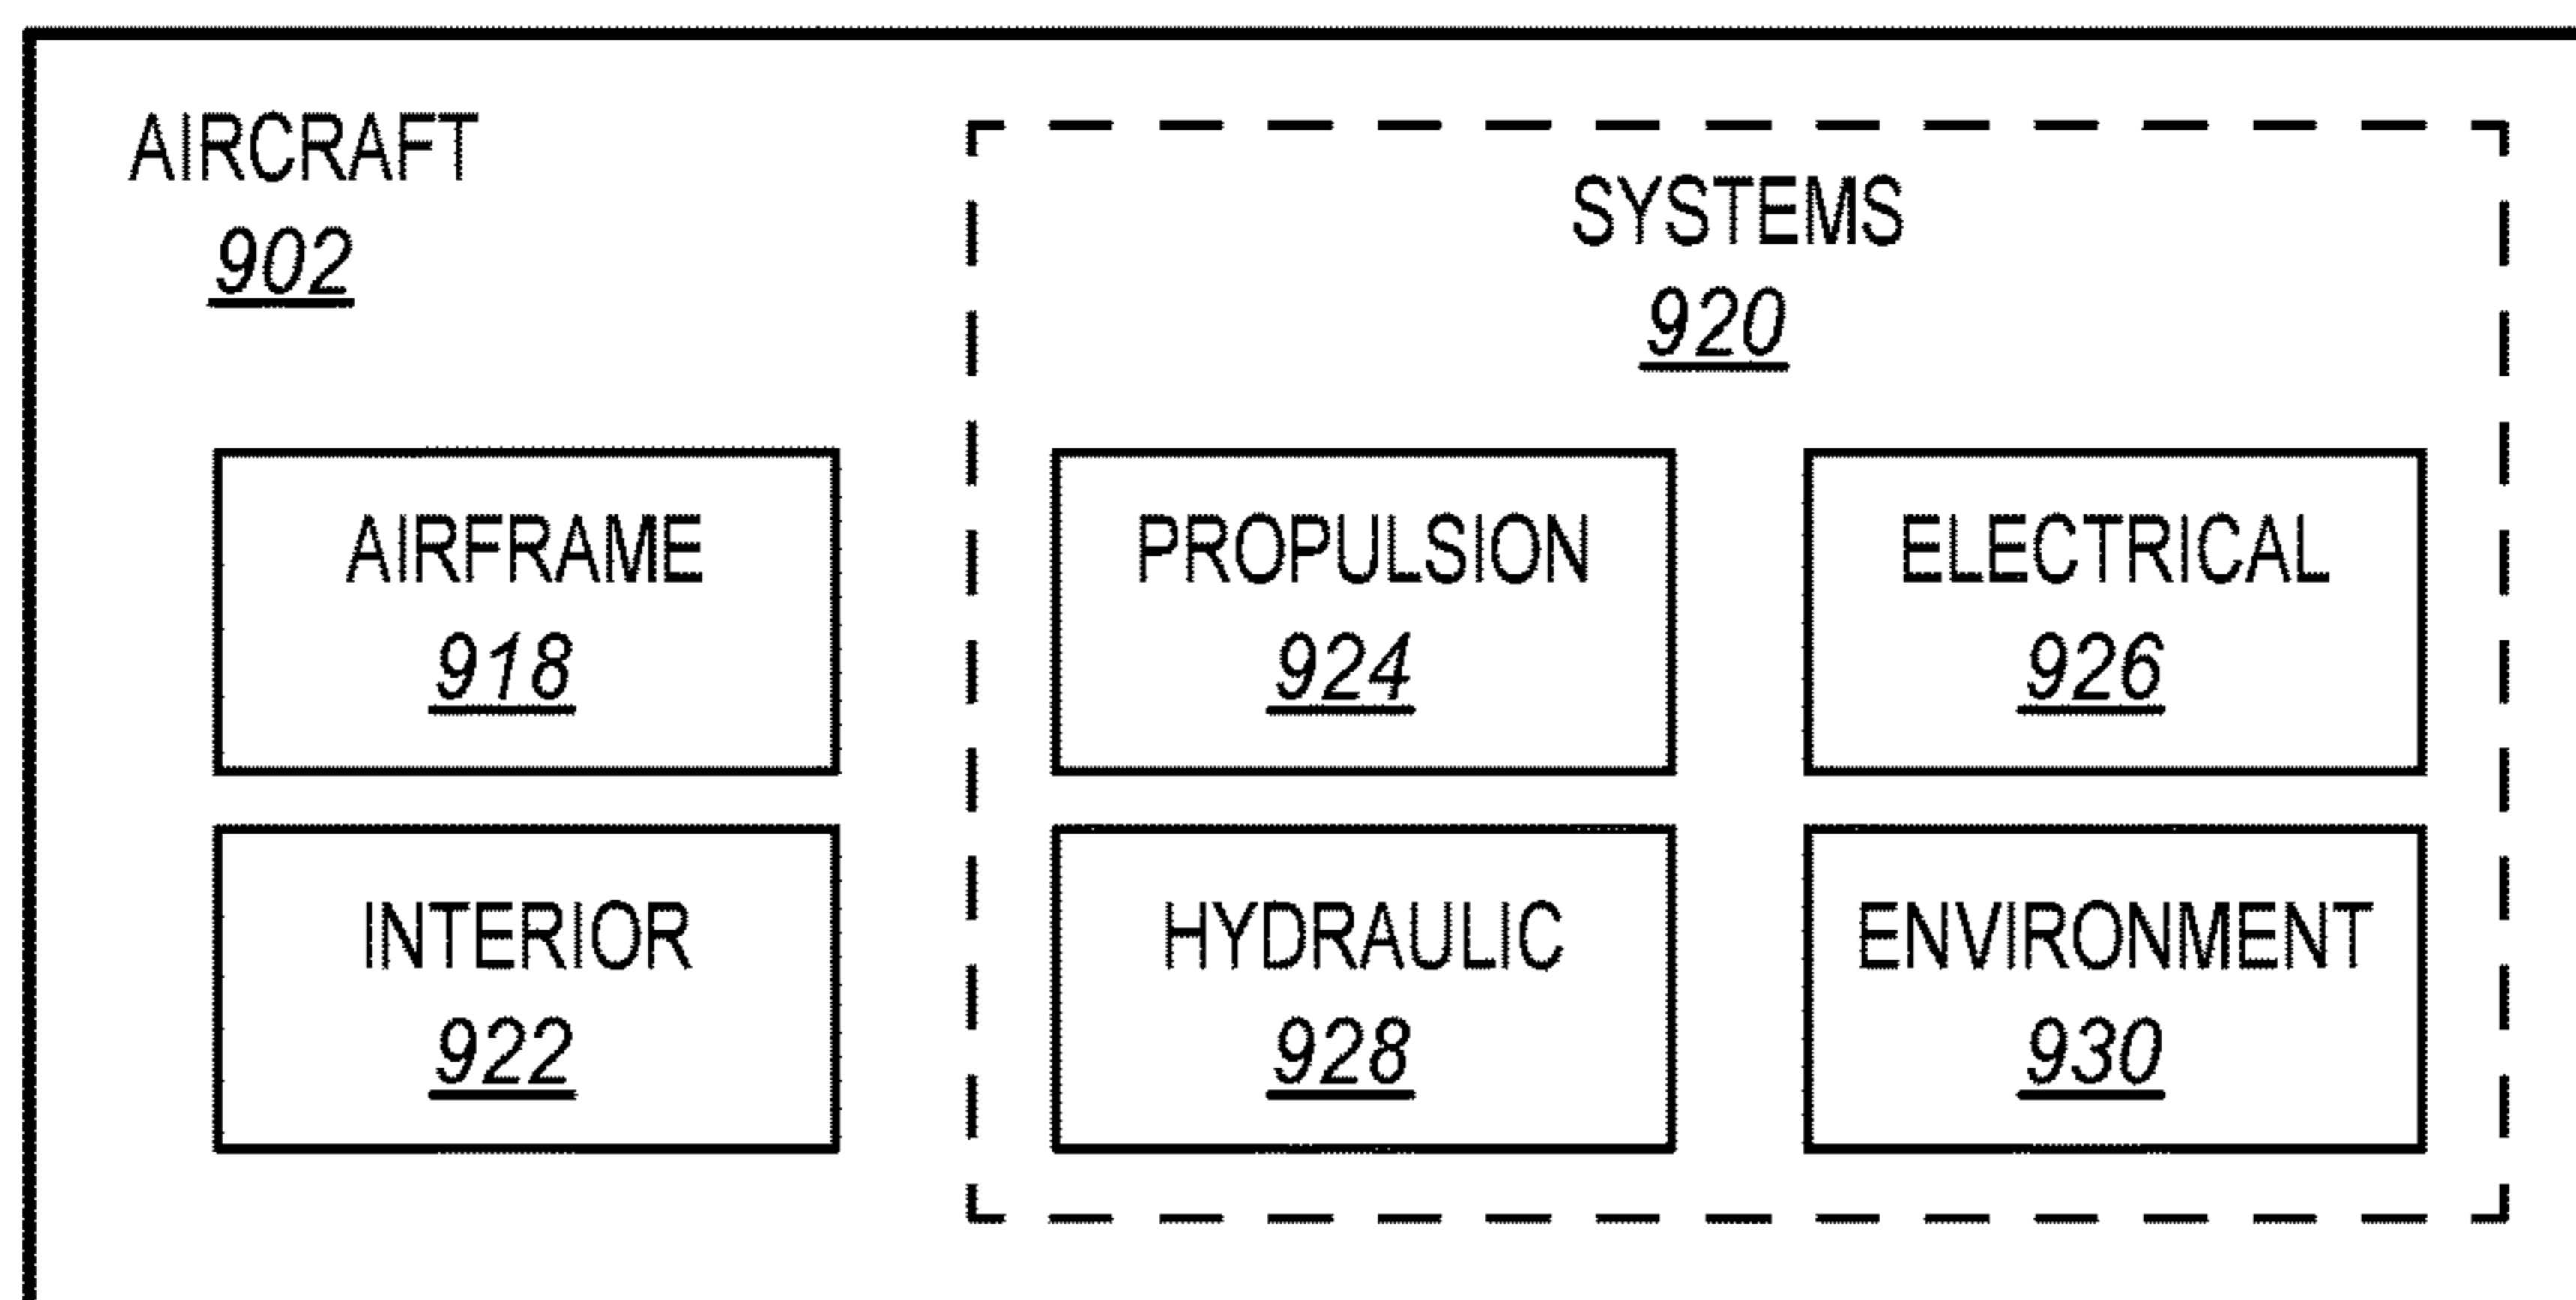 AIRCRAFT
902
SYSTEMS
920
AIRFRAME
918
PROPULSION
924
ELECTRICAL
926
INTERIOR
922
HYDRAULIC
928
ENVIRONMENT
930